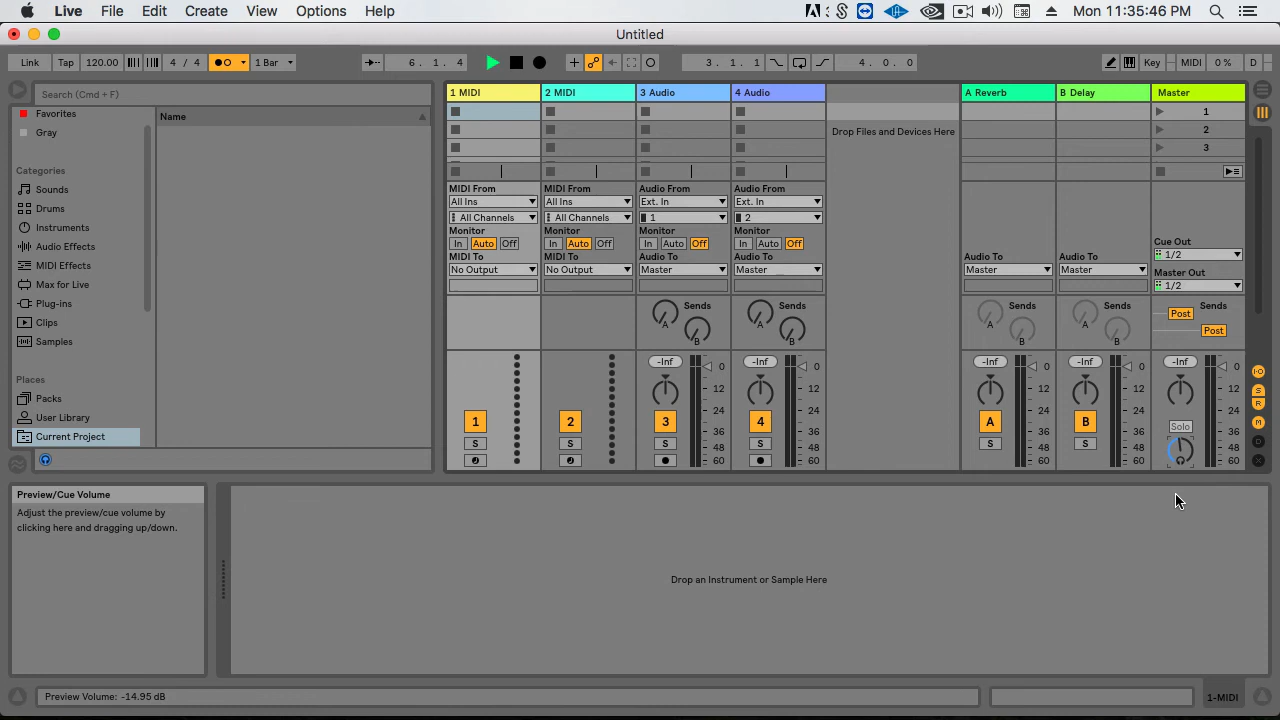 Live File Edit Create View Options Help Mon 11:35:46 PM
Untitled
Link Tap 120.00 4 / 4 1 Bar 6. 1. 4 3. 1. 1 4. 0. 0 Key MIDI 0 % D
Search (Cmd + F)
Favorites
Gray
Categories
Sounds
Drums
Instruments
Audio Effects
MIDI Effects
Max for Live
Plug-ins
Clips
Samples
Places
Packs
User Library
Current Project
Name
1 MIDI 2 MIDI 3 Audio 4 Audio A Reverb B Delay Master
1
Drop Files and Devices Here 2
3
MIDI From MIDI From Audio From Audio From
All Ins All Ins Ext. In Ext. In
All Channels All Channels 1 2
Monitor Monitor Monitor Monitor
In Auto Off In Auto Off In Auto Off In Auto Off Cue Out
MIDI To MIDI To Audio To Audio To Audio To Audio To 1/2
No Output No Output Master Master Master Master Master Out
1/2
Sends Sends Sends Sends Sends
A A A A Post
B B B B Post
-Inf -Inf -Inf -Inf -Inf
0 0 0 0 0
12 12 12 12 12
24 24 24 24 24
1 2 3 4 A B Solo
36 36 36 36 36
S S S S S S 48 48 48 48 48
60 60 60 60 60
I·O
S
R
M
D
X
Preview/Cue Volume
Adjust the preview/cue volume by
clicking here and dragging up/down.
Drop an Instrument or Sample Here
Preview Volume: -14.95 dB 1-MIDI